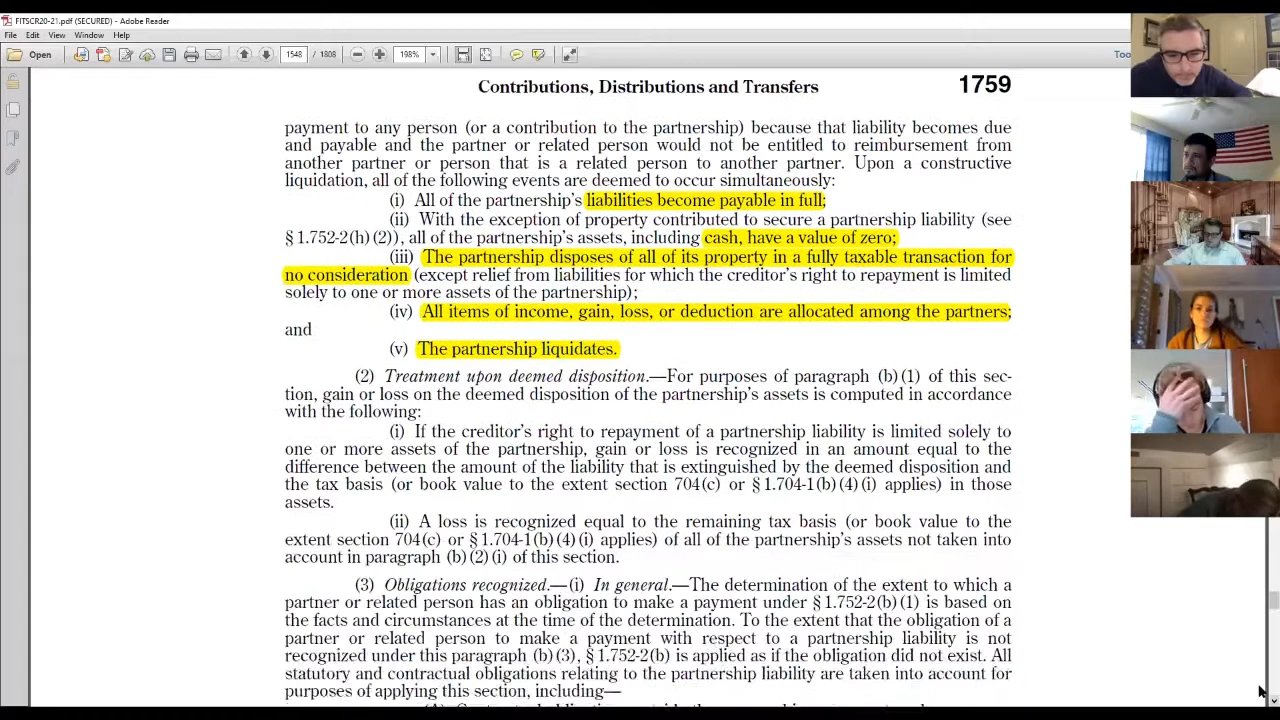 FITSCR20-21.pdf (SECURED) - Adobe Reader
File Edit View Window Help
Open 1548 / 1808 198% Too
Contributions, Distributions and Transfers 1759
payment to any person (or a contribution to the partnership) because that liability becomes due
and payable and the partner or related person would not be entitled to reimbursement from
another partner or person that is a related person to another partner. Upon a constructive
liquidation, all of the following events are deemed to occur simultaneously:
(i) All of the partnership's liabilities become payable in full;
(ii) With the exception of property contributed to secure a partnership liability (see
§ 1.752-2(h)(2)), all of the partnership's assets, including cash, have a value of zero;
(iii) The partnership disposes of all of its property in a fully taxable transaction for
no consideration (except relief from liabilities for which the creditor's right to repayment is limited
solely to one or more assets of the partnership);
(iv) All items of income, gain, loss, or deduction are allocated among the partners;
and
(v) The partnership liquidates.
(2) Treatment upon deemed disposition.—For purposes of paragraph (b)(1) of this sec-
tion, gain or loss on the deemed disposition of the partnership's assets is computed in accordance
with the following:
(i) If the creditor's right to repayment of a partnership liability is limited solely to
one or more assets of the partnership, gain or loss is recognized in an amount equal to the
difference between the amount of the liability that is extinguished by the deemed disposition and
the tax basis (or book value to the extent section 704(c) or § 1.704-1(b)(4)(i) applies) in those
assets.
(ii) A loss is recognized equal to the remaining tax basis (or book value to the
extent section 704(c) or § 1.704-1(b)(4)(i) applies) of all of the partnership's assets not taken into
account in paragraph (b)(2)(i) of this section.
(3) Obligations recognized.—(i) In general.—The determination of the extent to which a
partner or related person has an obligation to make a payment under § 1.752-2(b)(1) is based on
the facts and circumstances at the time of the determination. To the extent that the obligation of a
partner or related person to make a payment with respect to a partnership liability is not
recognized under this paragraph (b)(3), § 1.752-2(b) is applied as if the obligation did not exist. All
statutory and contractual obligations relating to the partnership liability are taken into account for
purposes of applying this section, including—